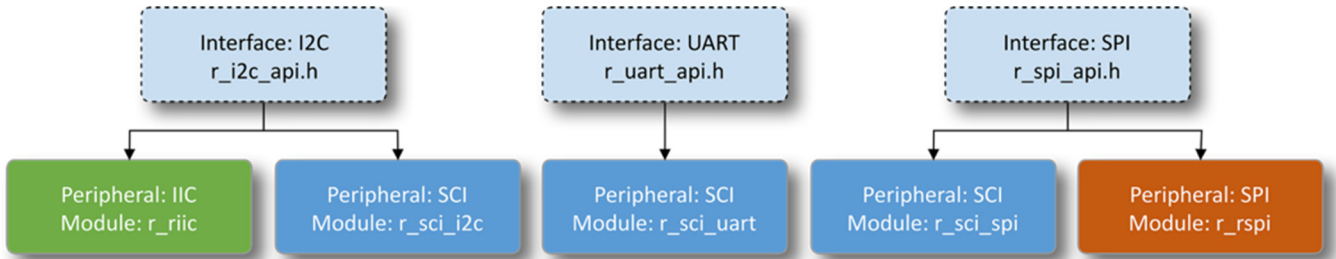 Interface: I2C
r_i2c_api.h
Interface: UART
r_uart_api.h
Interface: SPI
r_spi_api.h
Peripheral: IIC
Module: r_riic
Peripheral: SCI
Module: r_sci_i2c
Peripheral: SCI
Module: r_sci_uart
Peripheral: SCI
Module: r_sci_spi
Peripheral: SPI
Module: r_rspi